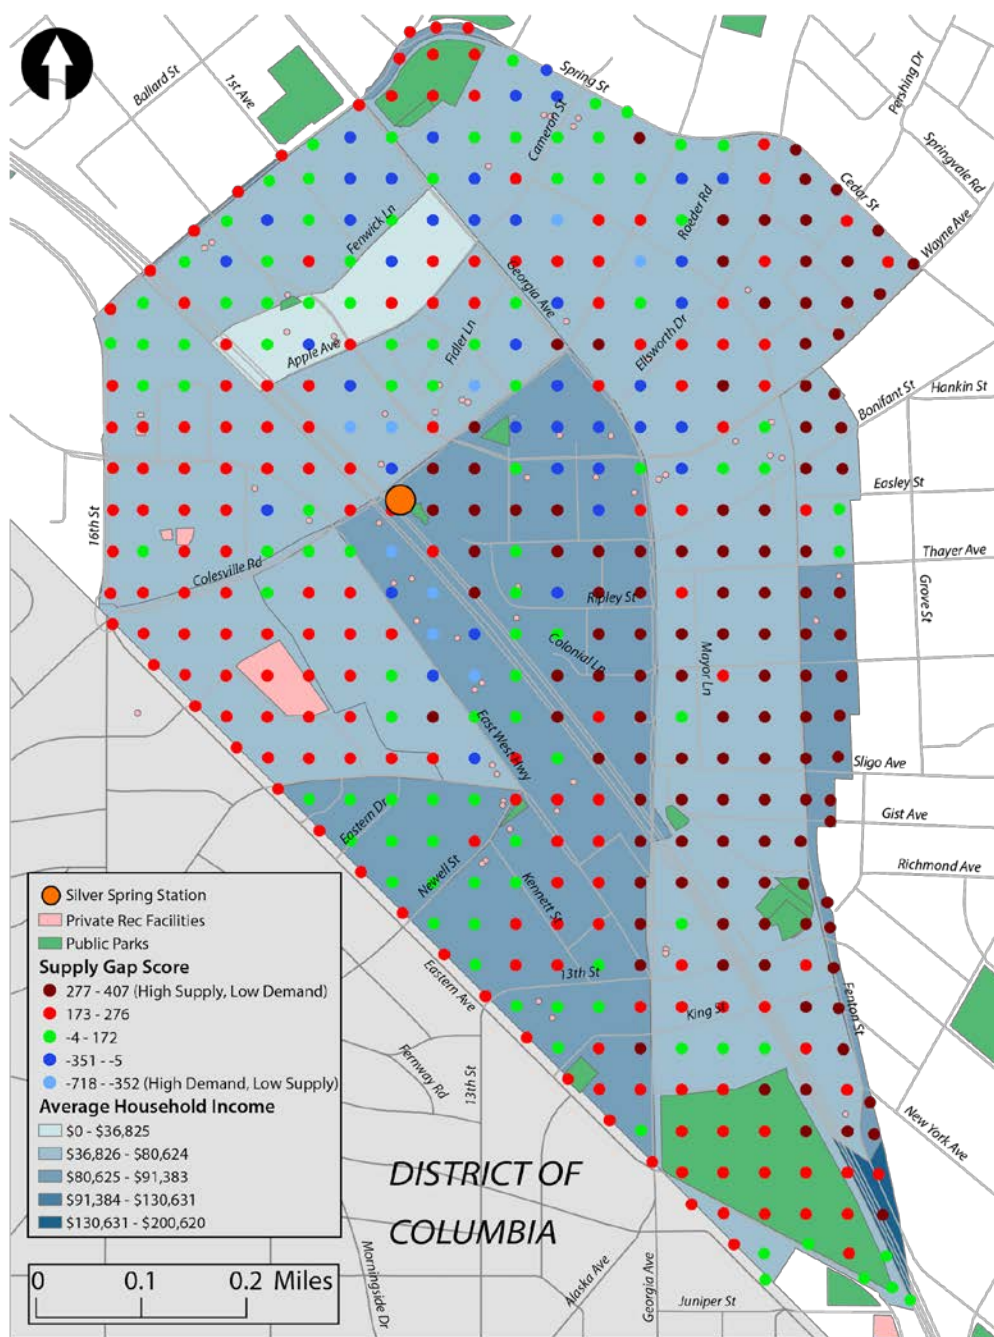 Ballard St
1st Ave
Spring St
Cameron St
Pershing Dr
Springvale Rd
Cedar St
Wayne Ave
Roeder Rd
Fenwick Ln
Georgia Ave
Apple Ave
Fidler Ln
Ellsworth Dr
Bonifant St
Hankin St
Easley St
16th St
Thayer Ave
Colesville Rd
Grove St
Ripley St
Colonial Ln
Mayor Ln
East West Hwy
Sligo Ave
Gist Ave
Eastern Dr
Richmond Ave
Newell St
Kennett St
Eastern Ave
13th St
King St
Fenton St
Fernway Rd
13th St
New York Ave
DISTRICT OF
COLUMBIA
Morningside Dr
Alaska Ave
Georgia Ave
Juniper St
Silver Spring Station
Private Rec Facilities
Public Parks
Supply Gap Score
277 - 407 (High Supply, Low Demand)
173 - 276
-4 - 172
-351 - -5
-718 - -352 (High Demand, Low Supply)
Average Household Income
$0 - $36,825
$36,826 - $80,624
$80,625 - $91,383
$91,384 - $130,631
$130,631 - $200,620
0 0.1 0.2 Miles